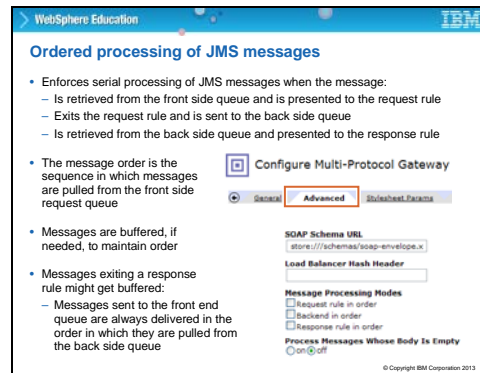 WebSphere Education
IBM
Ordered processing of JMS messages
• Enforces serial processing of JMS messages when the message:
– Is retrieved from the front side queue and is presented to the request rule
– Exits the request rule and is sent to the back side queue
– Is retrieved from the back side queue and presented to the response rule
• The message order is the
sequence in which messages
are pulled from the front side
request queue
• Messages are buffered, if
needed, to maintain order
• Messages exiting a response
rule might get buffered:
– Messages sent to the front end
queue are always delivered in the
order in which they are pulled from
the back side queue
Configure Multi-Protocol Gateway
General Advanced Stylesheet Params
SOAP Schema URL
store:///schemas/soap-envelope.x
Load Balancer Hash Header
Message Processing Modes
Request rule in order
Backend in order
Response rule in order
Process Messages Whose Body Is Empty
on off
© Copyright IBM Corporation 2013